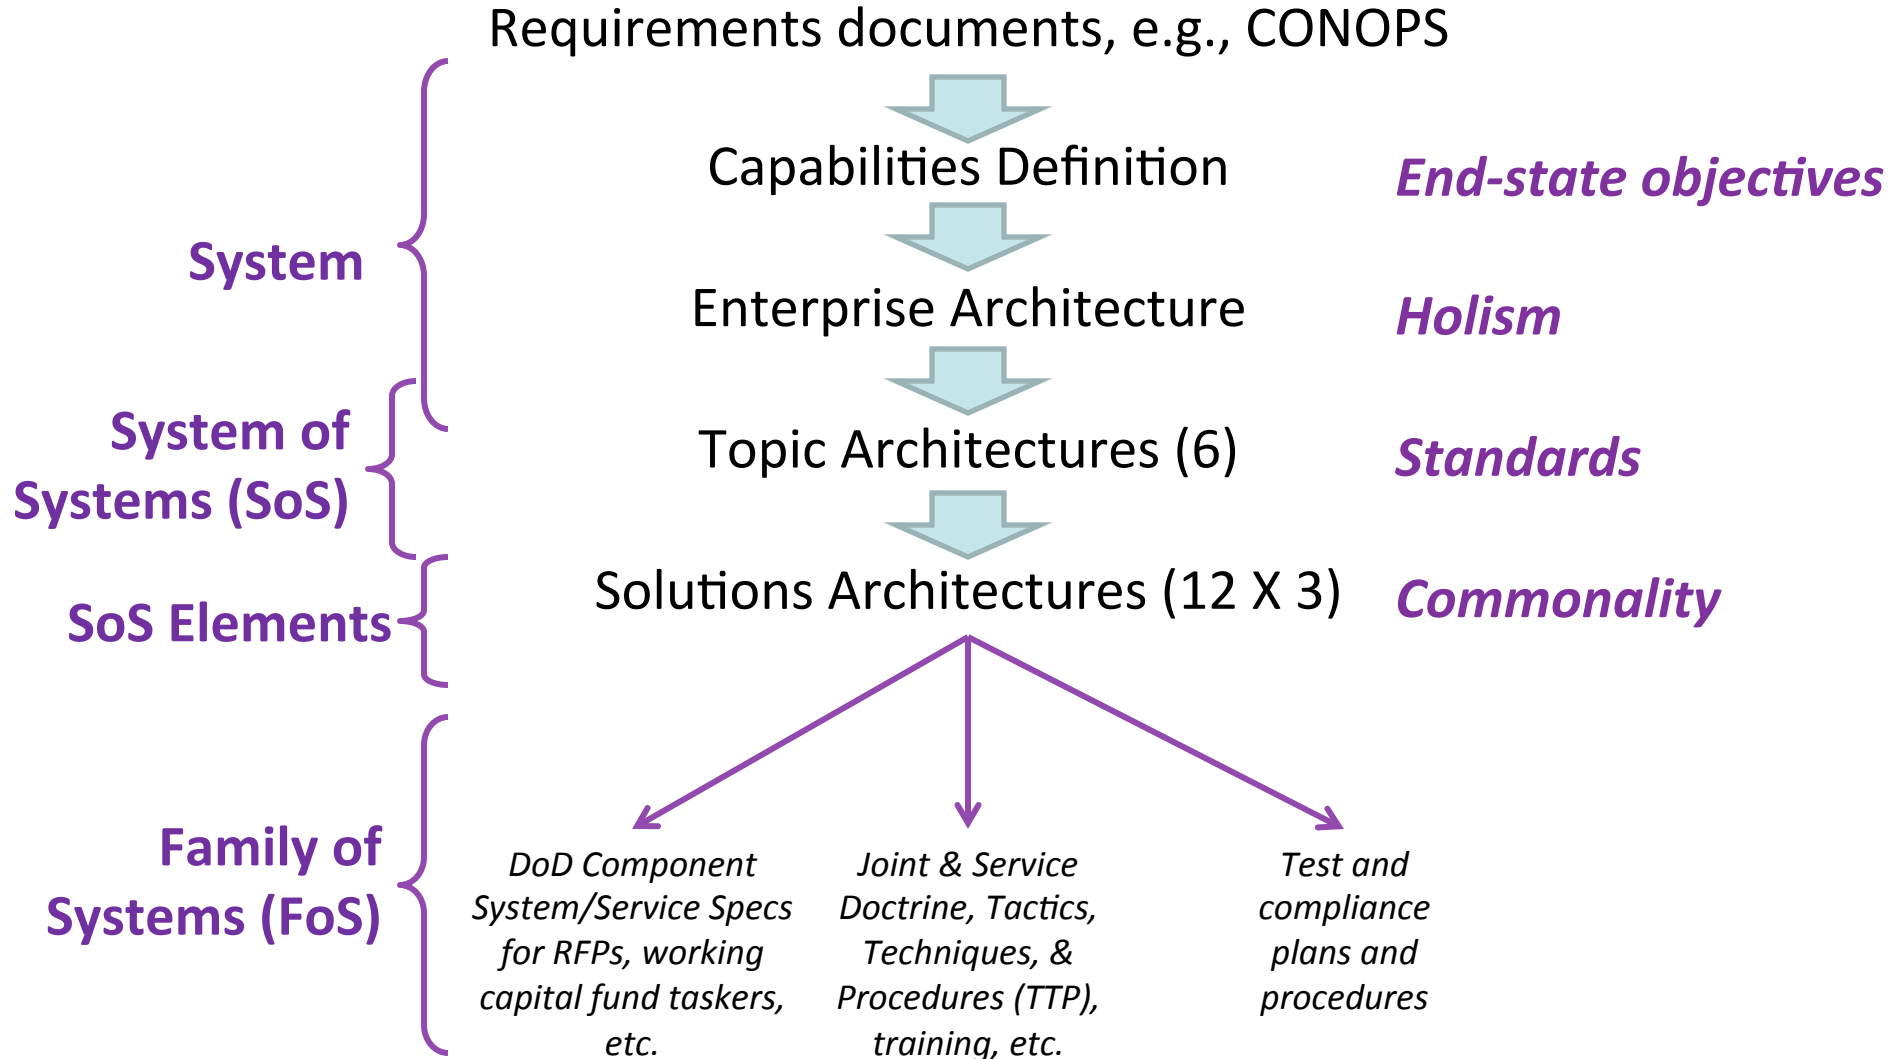 Requirements documents, e.g., CONOPS
Capabilities Definition
End-state objectives
System
Enterprise Architecture
Holism
System of
Systems (SoS)
Topic Architectures (6)
Standards
SoS Elements
Solutions Architectures (12 X 3)
Commonality
Family of
Systems (FoS)
DoD Component
System/Service Specs
for RFPs, working
capital fund taskers,
etc.
Joint & Service
Doctrine, Tactics,
Techniques, &
Procedures (TTP),
training, etc.
Test and
compliance
plans and
procedures